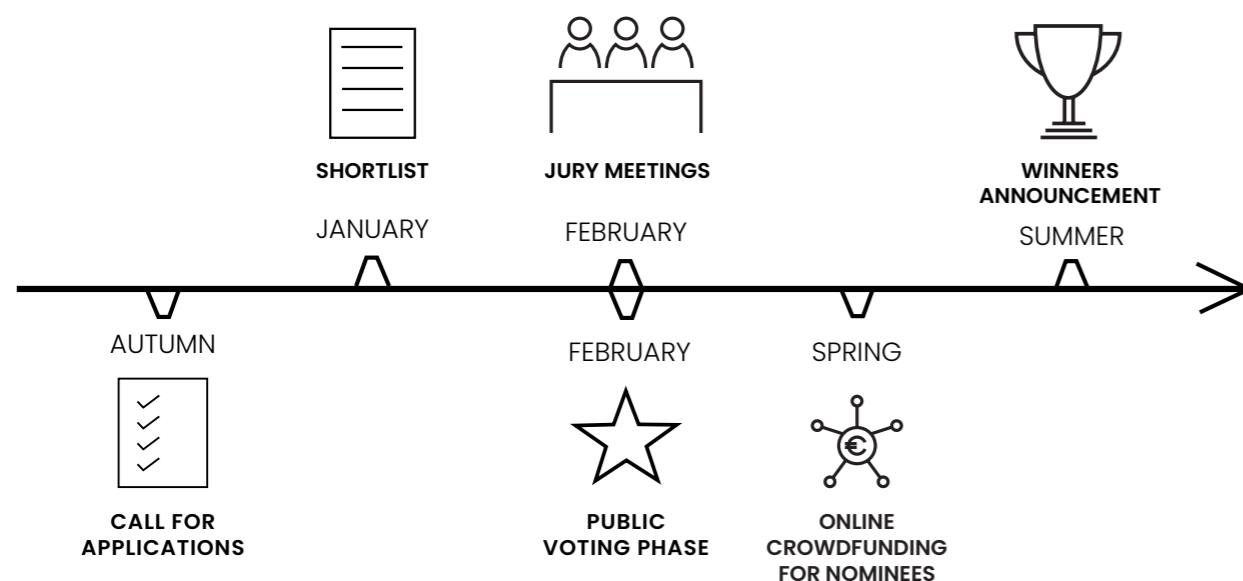 SHORTLIST
JANUARY
JURY MEETINGS
FEBRUARY
WINNERS
ANNOUNCEMENT
SUMMER
AUTUMN
CALL FOR
APPLICATIONS
FEBRUARY
PUBLIC
VOTING PHASE
SPRING
€
ONLINE
CROWDFUNDING
FOR NOMINEES